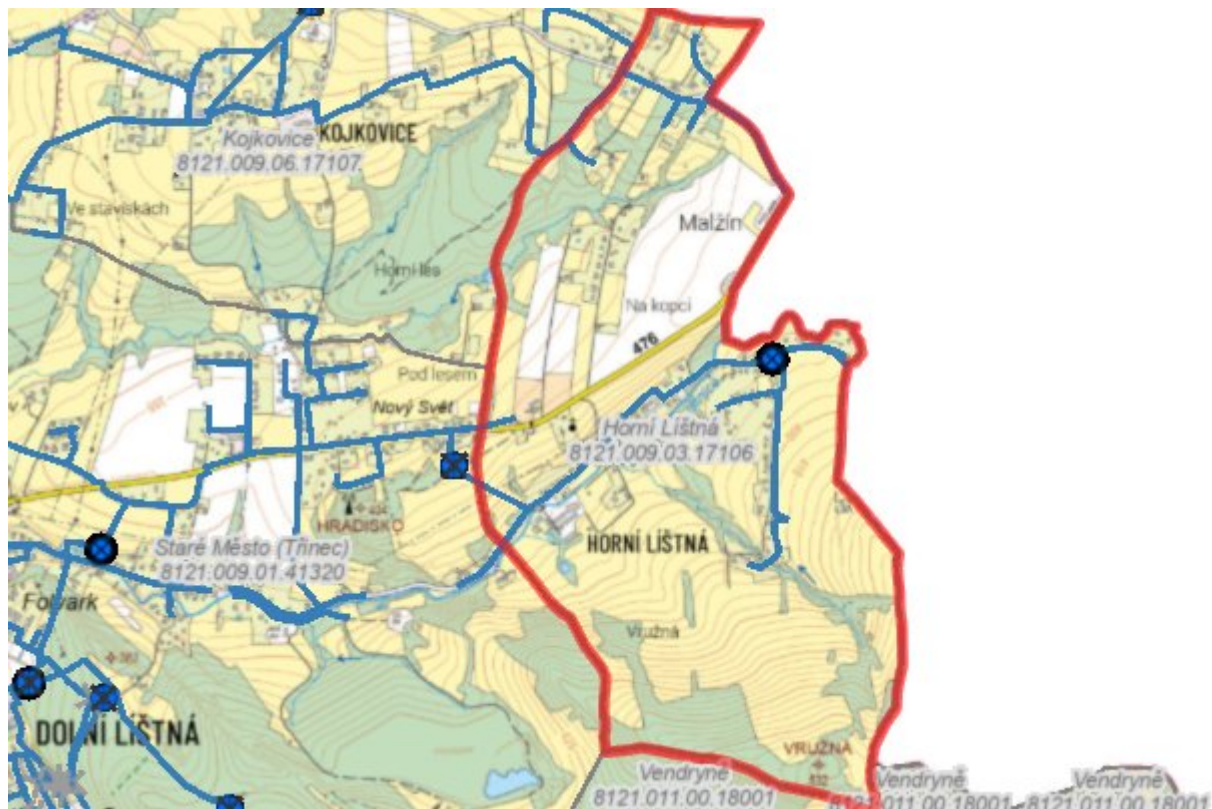 KOJKOVICE
Kojkovice
8121.009.06.17107
Ve staviskách
Malžín
Horní les
Na kopci
476
Pod lesem
Nový Svět
Horní Líštná
8121.009.03.17106
HRADISKO
HORNÍ LÍŠTNÁ
Staré Město (Třinec)
8121.009.01.41320
Folvark
Vružná
DOLNÍ LÍŠTNÁ
VRUŽNÁ
Vendryně
8121.011.00.18001
Vendryně
8121.011.00.18001
Vendryně
8121.011.00.18001